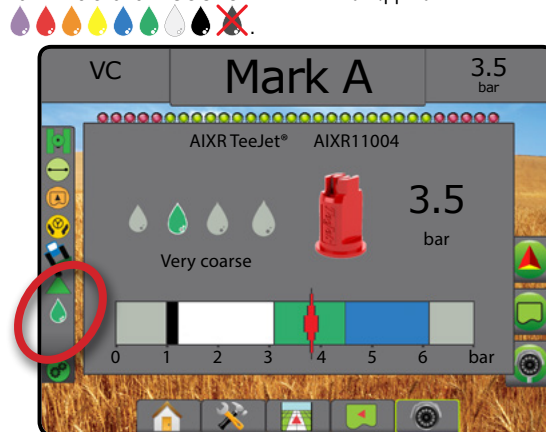 VC
Mark A
3.5
bar
AIXR TeeJet® AIXR11004
3.5
bar
Very coarse
0 1 2 3 4 5 6 bar